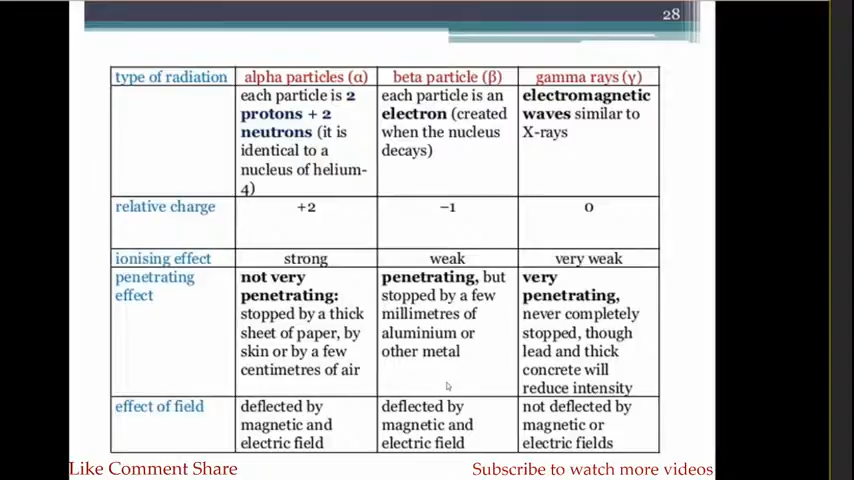 28
type of radiation
alpha particles (α)
beta particle (β)
gamma rays (γ)
each particle is 2
protons + 2
neutrons (it is
identical to a
nucleus of helium-
4)
each particle is an
electron (created
when the nucleus
decays)
electromagnetic
waves similar to
X-rays
relative charge
+2
−1
0
ionising effect
strong
weak
very weak
penetrating
effect
not very
penetrating:
stopped by a thick
sheet of paper, by
skin or by a few
centimetres of air
penetrating, but
stopped by a few
millimetres of
aluminium or
other metal
very
penetrating,
never completely
stopped, though
lead and thick
concrete will
reduce intensity
effect of field
deflected by
magnetic and
electric field
deflected by
magnetic and
electric field
not deflected by
magnetic or
electric fields
Like Comment Share
Subscribe to watch more videos